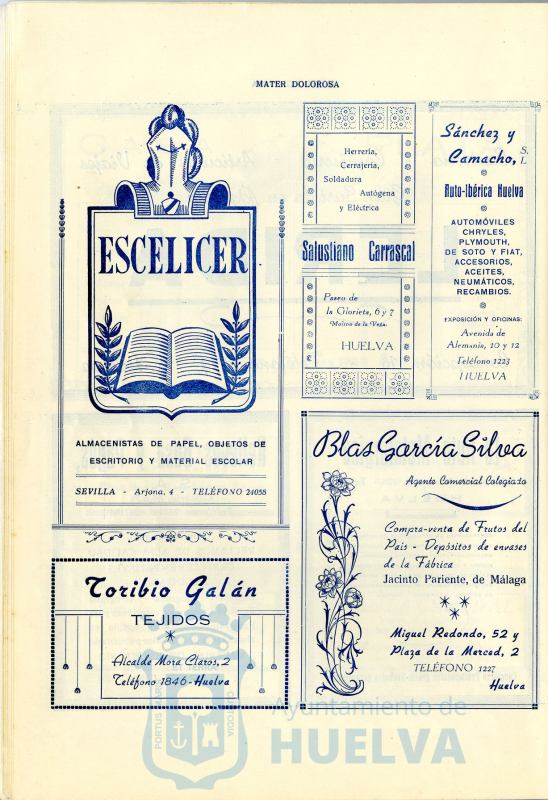 MATER DOLOROSA
ESCELICER
ALMACENISTAS DE PAPEL, OBJETOS DE
ESCRITORIO Y MATERIAL ESCOLAR
SEVILLA - Arjona, 4 - TELÉFONO 24058
Herrería,
Cerrajería,
Soldadura
Autógena
y Eléctrica
Salustiano Carrascal
Paseo de
la Glorieta, 6 y 7
Molino de la Vega.
HUELVA
Sánchez y
Camacho, S. L.
Auto-Ibérica Huelva
AUTOMÓVILES
CHRYLES,
PLYMOUTH,
DE SOTO Y FIAT,
ACCESORIOS,
ACEITES,
NEUMÁTICOS,
RECAMBIOS.
EXPOSICIÓN Y OFICINAS:
Avenida de
Alemania, 10 y 12
Teléfono 1223
HUELVA
Toribio Galán
TEJIDOS
Alcalde Mora Claros, 2
Teléfono 1846 - Huelva
Blas García Silva
Agente Comercial Colegiado
Compra-venta de Frutos del
País - Depósitos de envases
de la Fábrica
Jacinto Pariente, de Málaga
Miguel Redondo, 52 y
Plaza de la Merced, 2
TELÉFONO 1227
Huelva
Ayuntamiento de
HUELVA